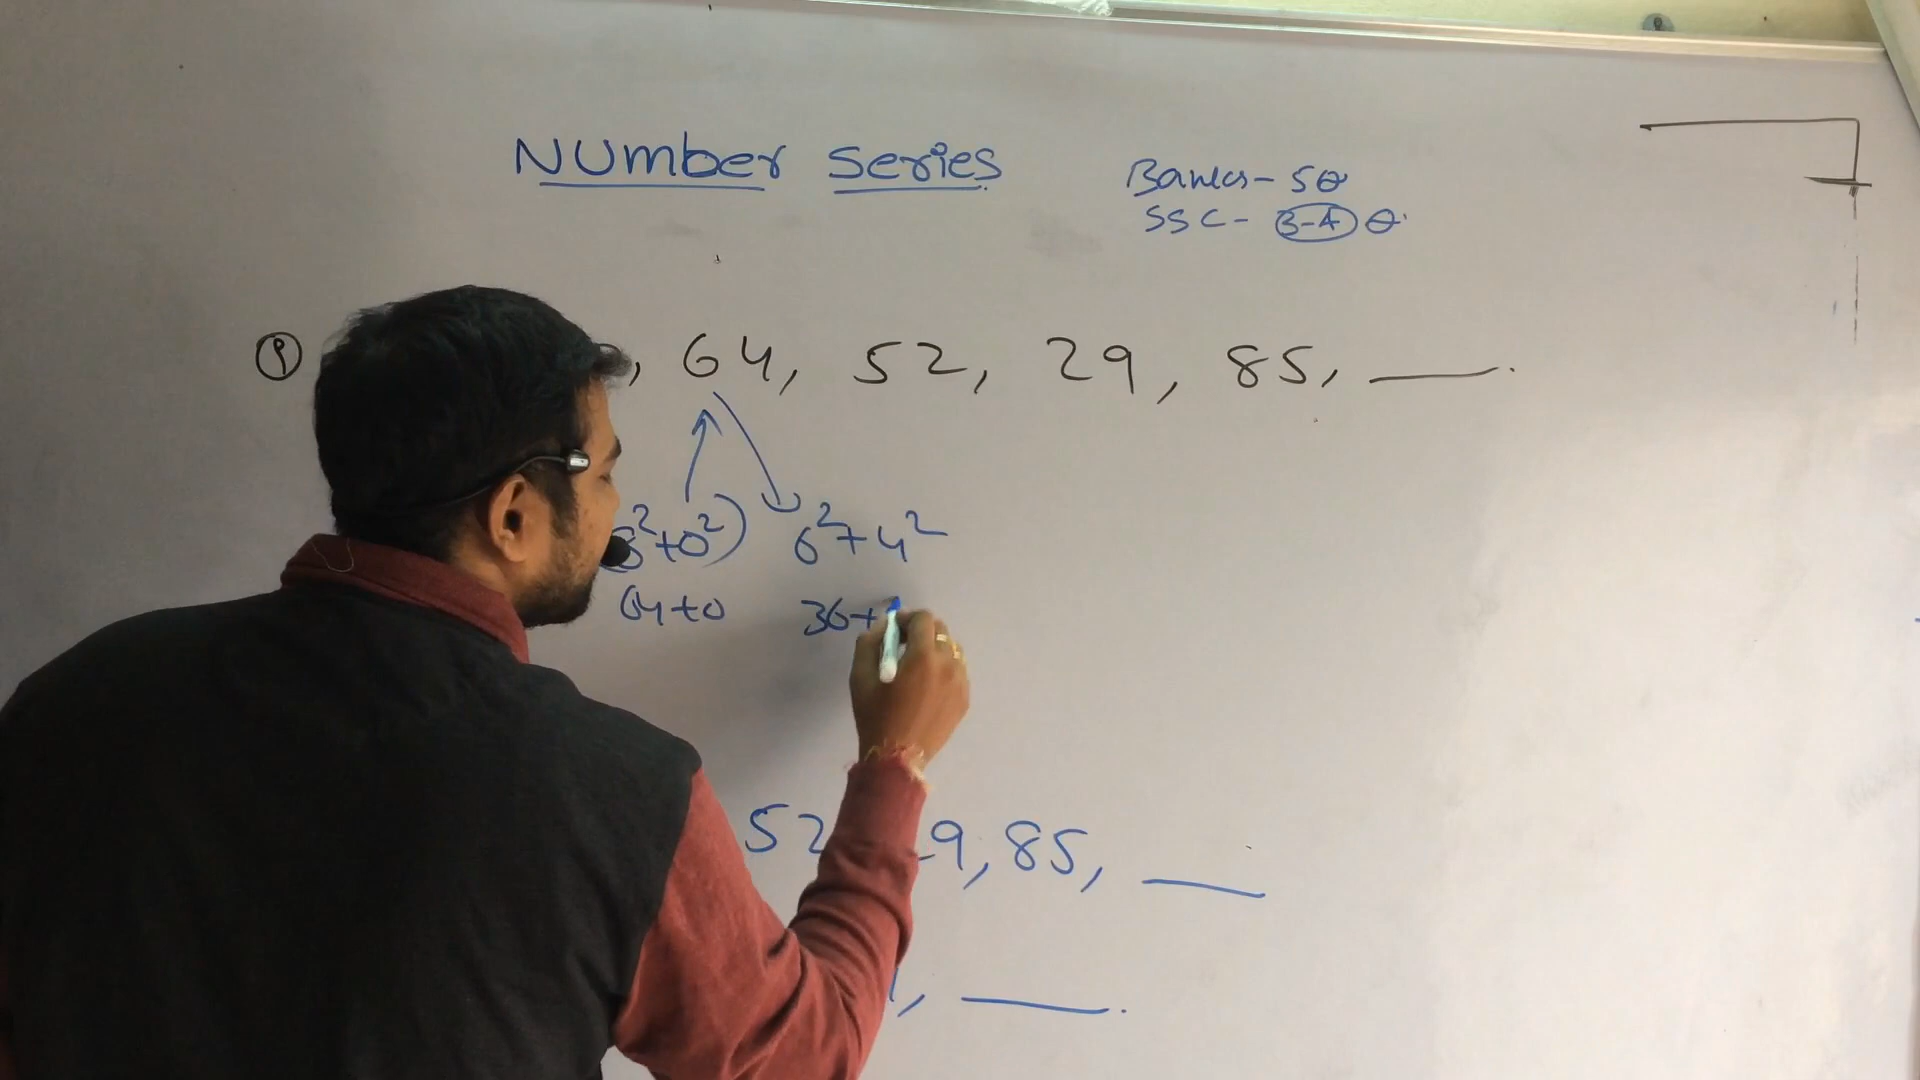 Number Series
Banks - 5Q
SSC - 3-4 Q
64, 52, 29, 85, ___.
8²+0²) 6²+4²
64+0 36+
52 9, 85, ___
, ___.